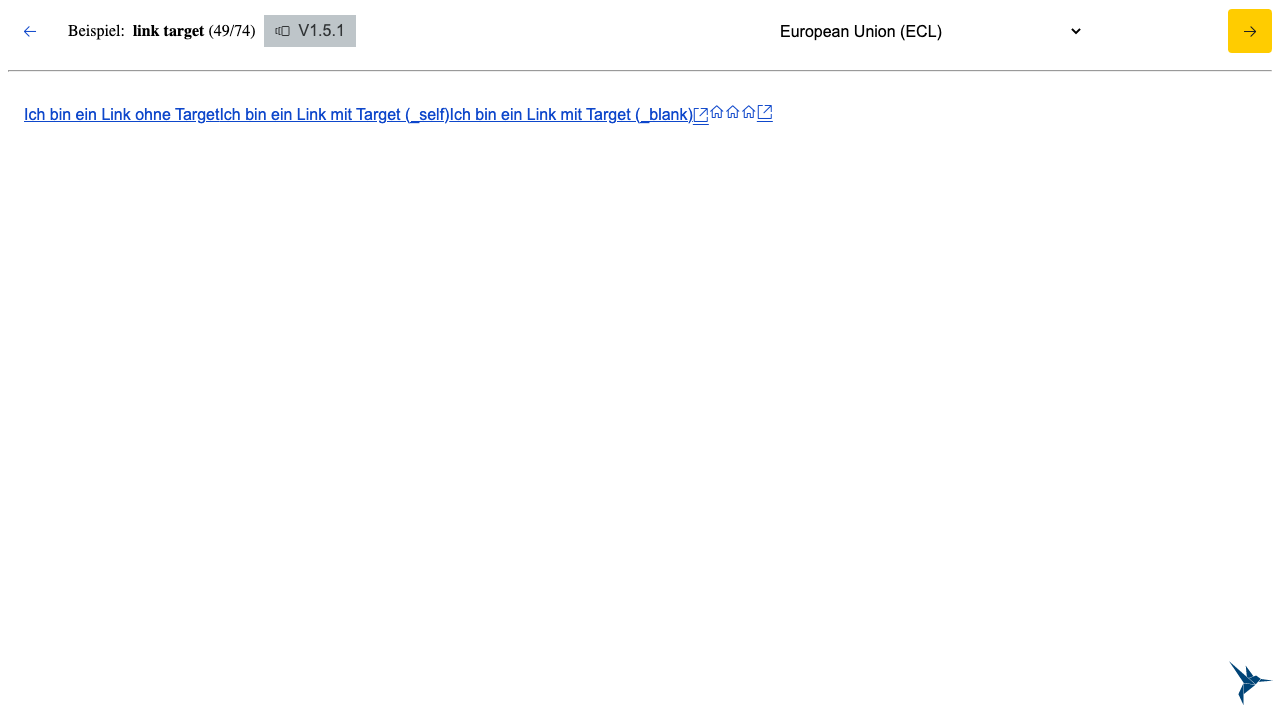 Beispiel: link target (49/74) V1.5.1 European Union (ECL)
Ich bin ein Link ohne TargetIch bin ein Link mit Target (_self)Ich bin ein Link mit Target (_blank)